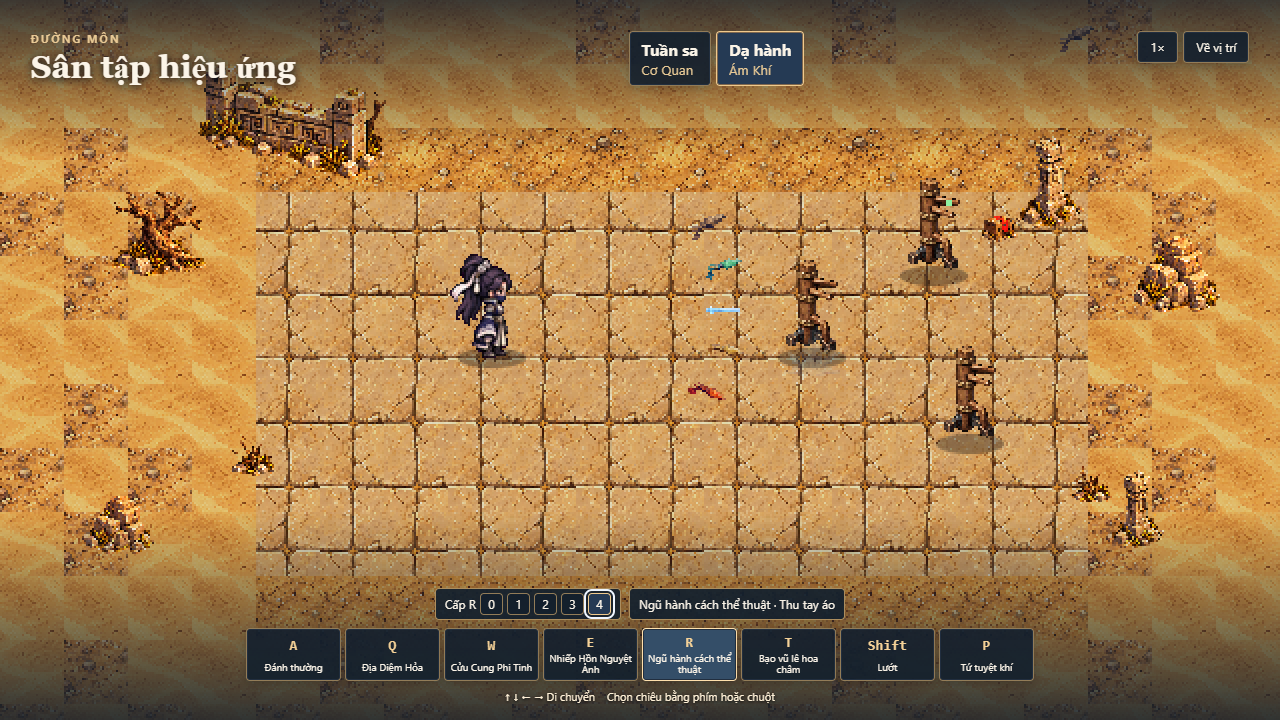 ĐƯỜNG MÔN
Sân tập hiệu ứng
Tuần sa
Cơ Quan
Dạ hành
Ám Khí
1×
Về vị trí
Cấp R 0 1 2 3 4
Ngũ hành cách thể thuật · Thu tay áo
A
Đánh thường
Q
Địa Diệm Hỏa
W
Cửu Cung Phi Tinh
E
Nhiếp Hồn Nguyệt
Ảnh
R
Ngũ hành cách thể
thuật
T
Bạo vũ lê hoa
châm
Shift
Lướt
P
Tứ tuyệt khí
↑ ↓ ← → Di chuyển Chọn chiêu bằng phím hoặc chuột